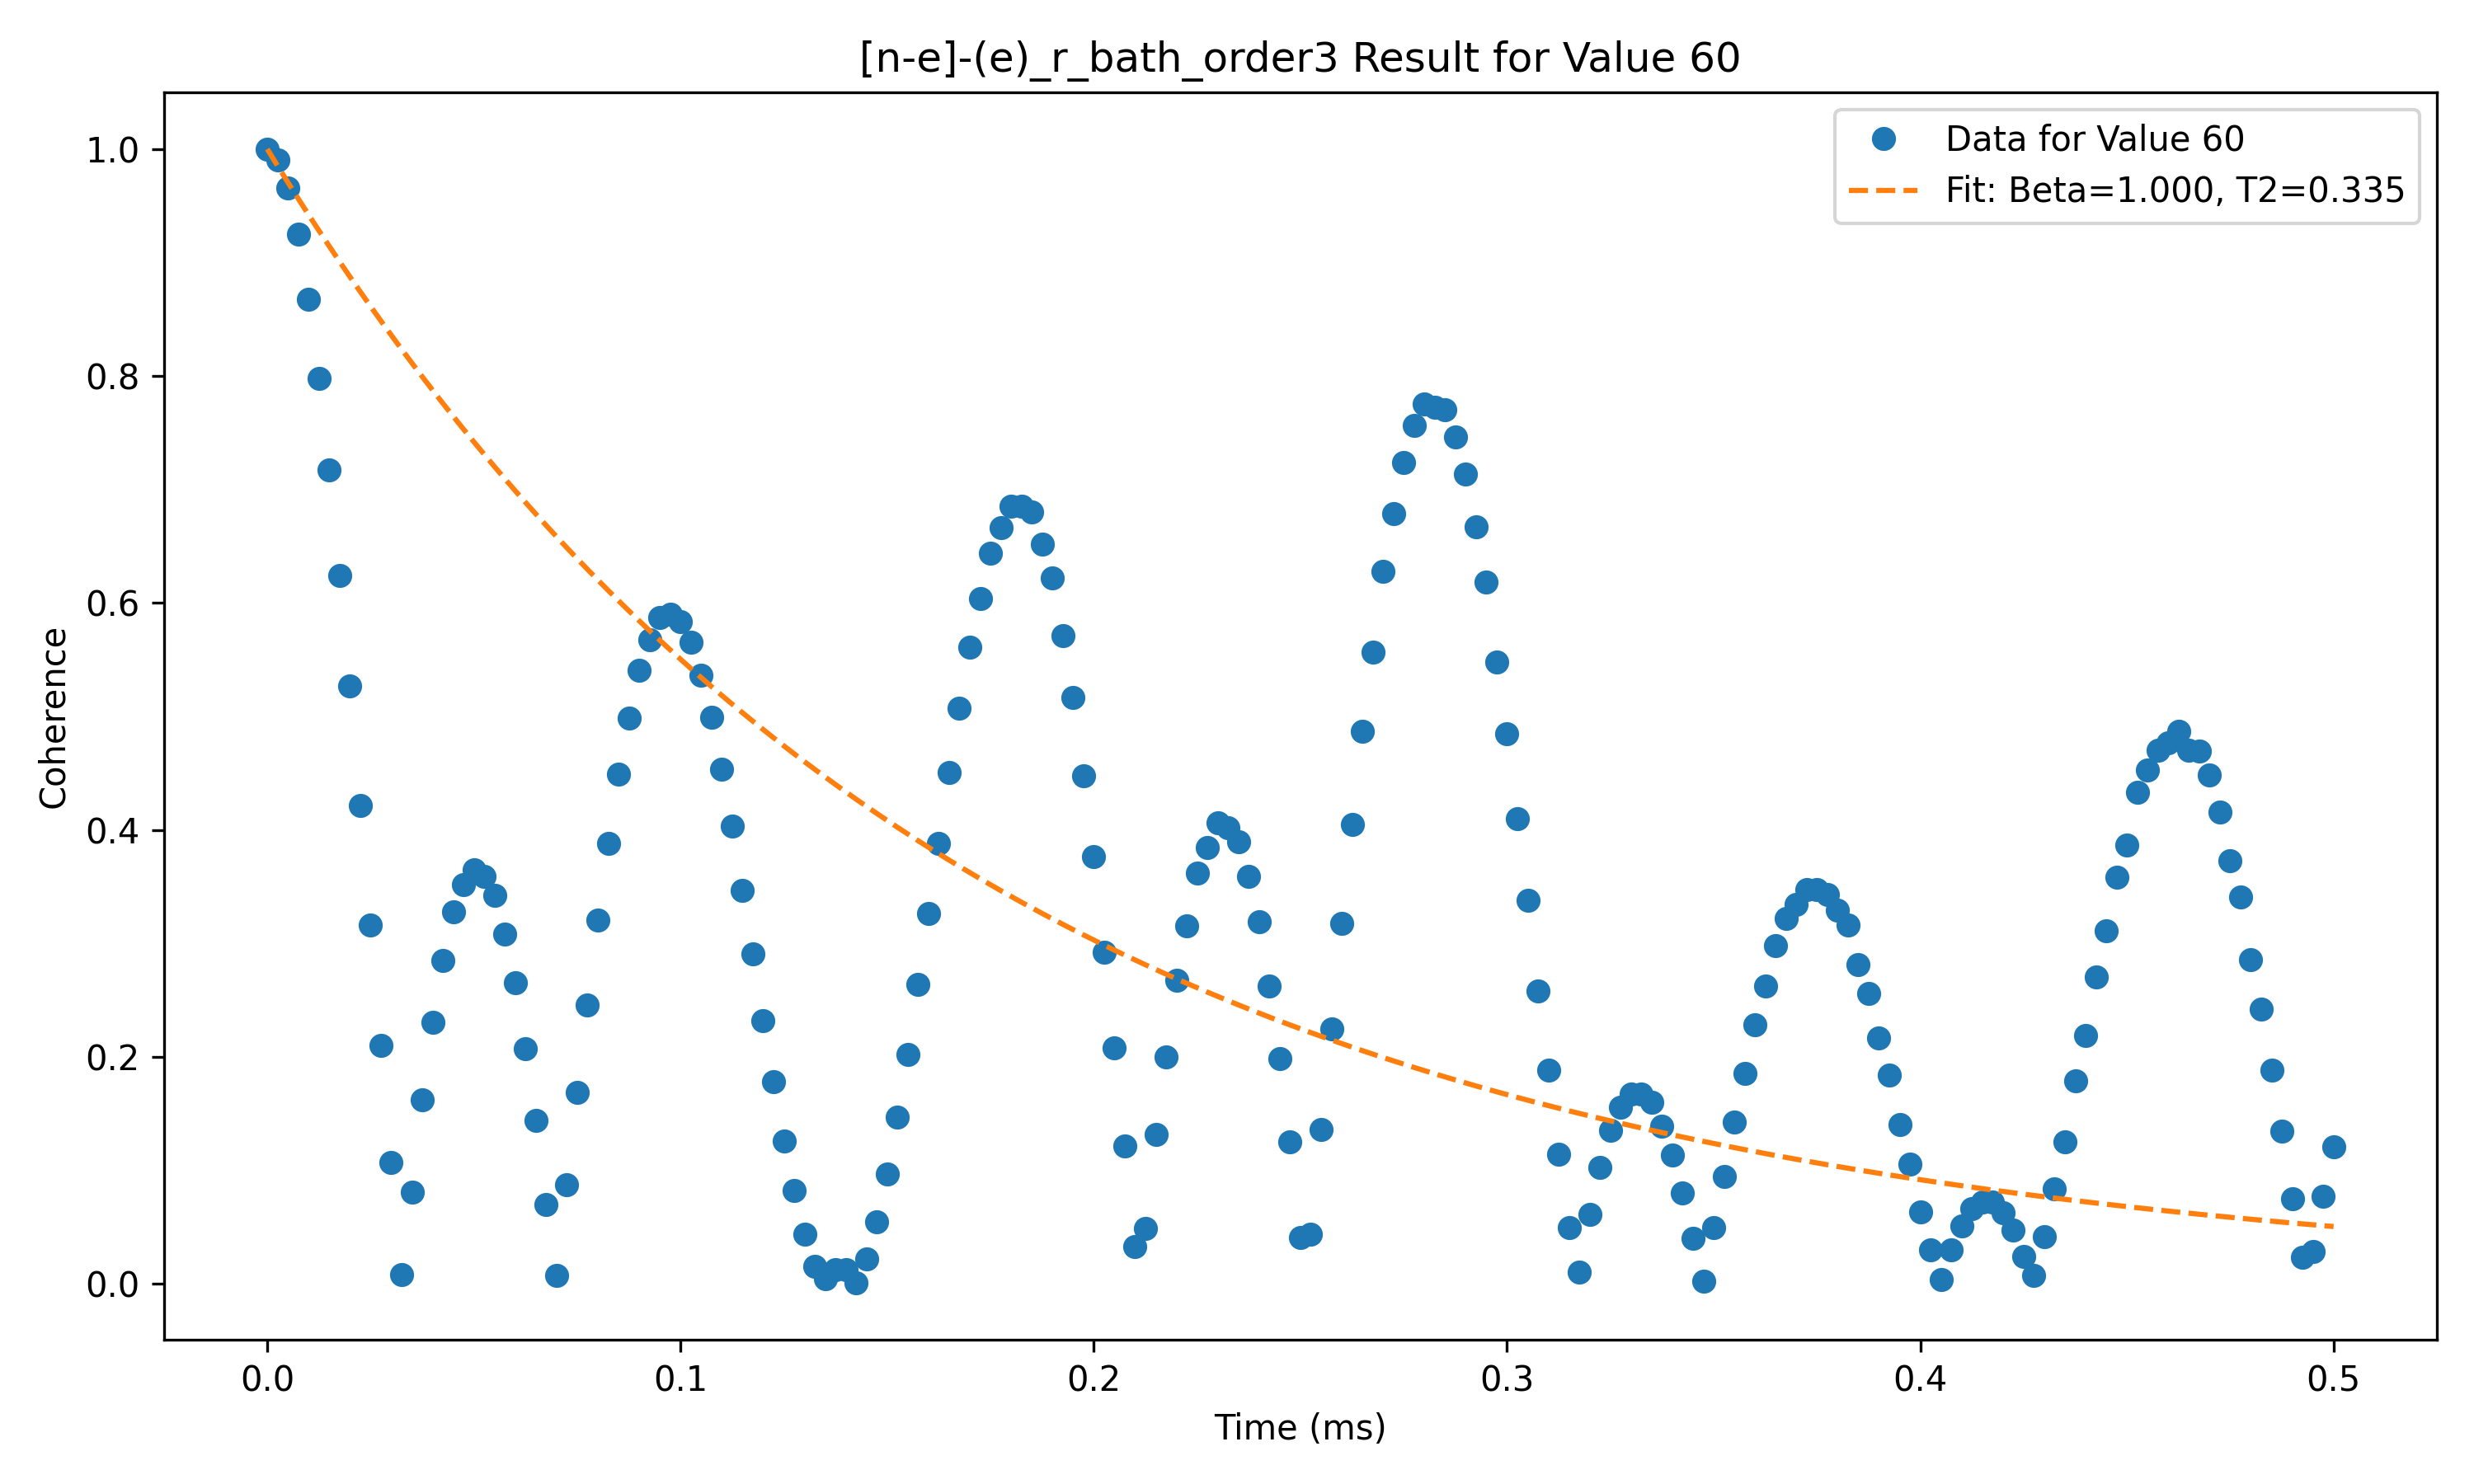 [n-e]-(e)_r_bath_order3 Result for Value 60
Data for Value 60
Fit: Beta=1.000, T2=0.335
Coherence
1.0
0.8
0.6
0.4
0.2
0.0
0.0 0.1 0.2 0.3 0.4 0.5
Time (ms)